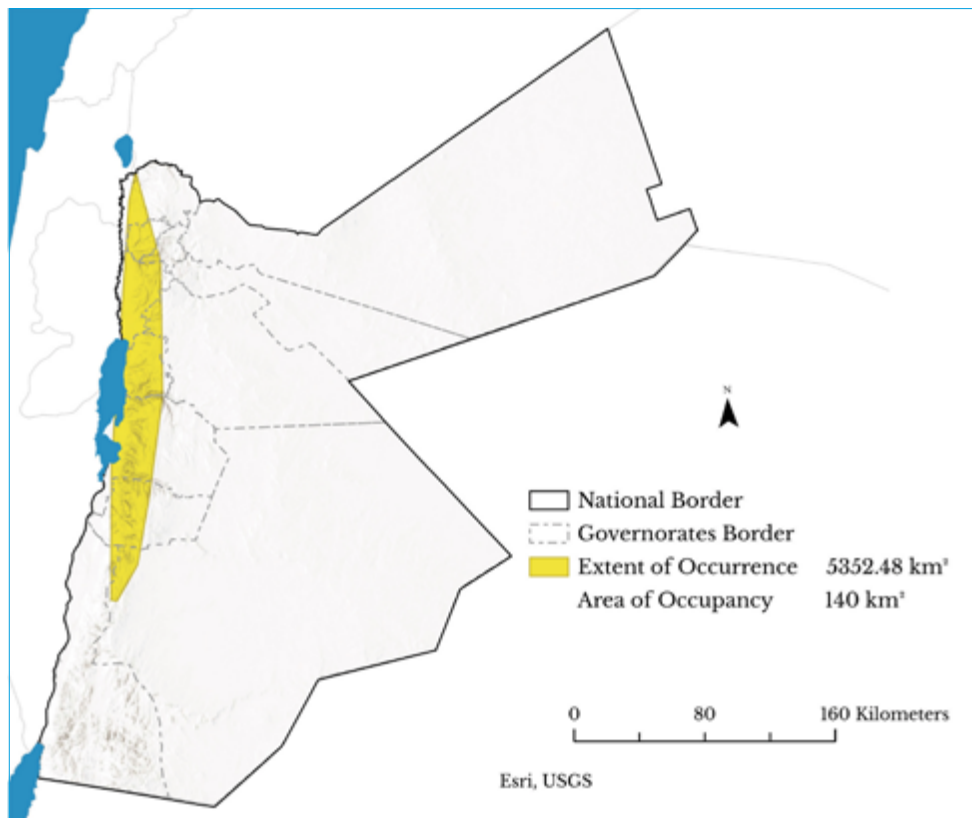 N
National Border
Governorates Border
Extent of Occurrence 5352.48 km²
Area of Occupancy 140 km²
0 80 160 Kilometers
Esri, USGS